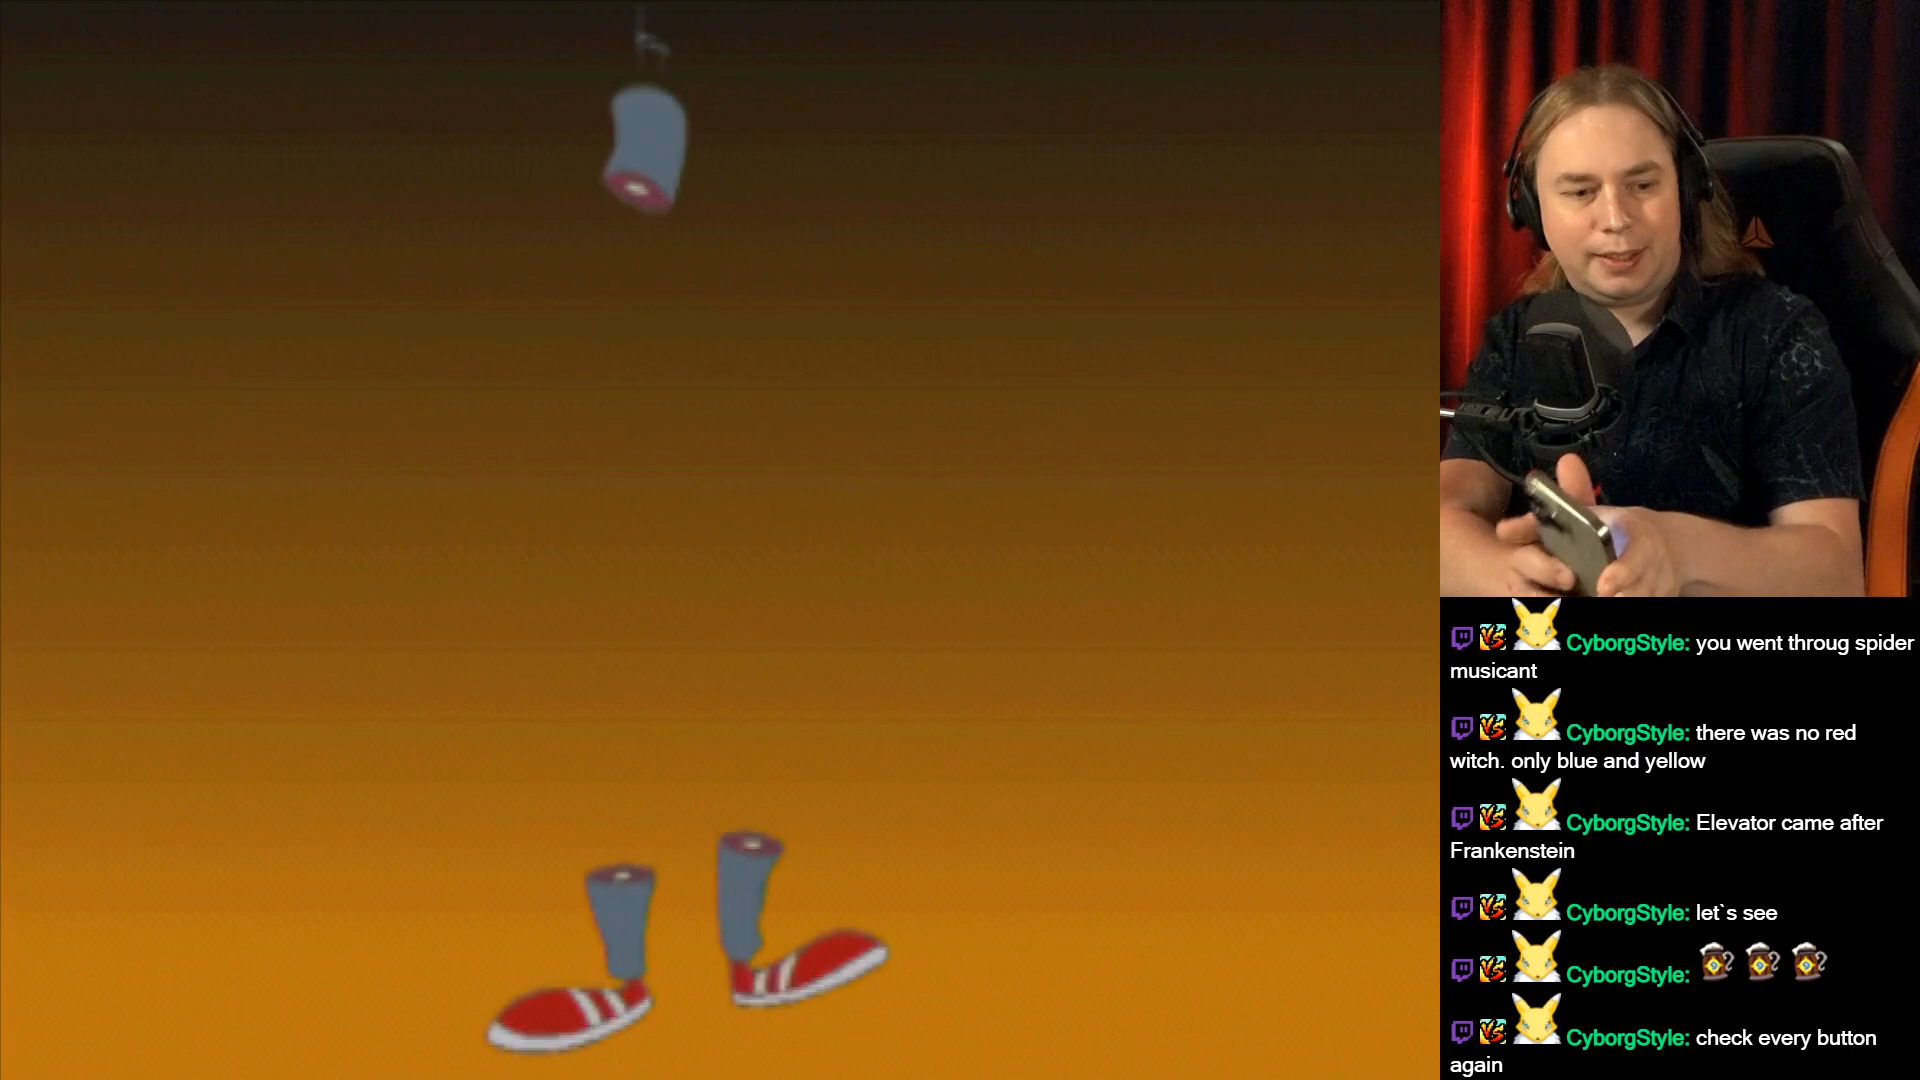 CyborgStyle: you went throug spider
musicant
CyborgStyle: there was no red
witch. only blue and yellow
CyborgStyle: Elevator came after
Frankenstein
CyborgStyle: let`s see
CyborgStyle:
CyborgStyle: check every button
again